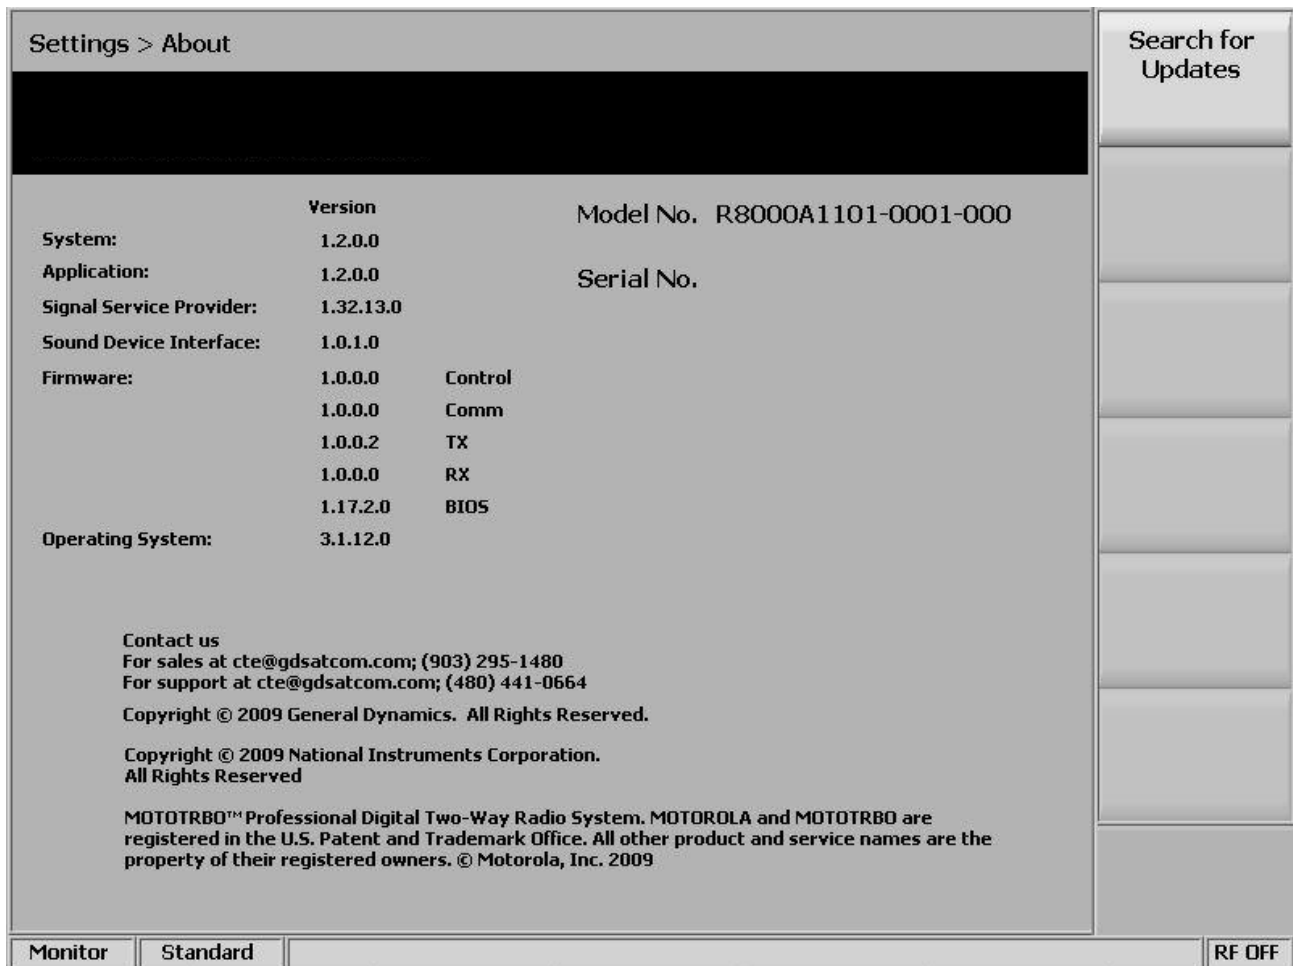 Settings > About
Search for
Updates
Version
Model No. R8000A1101-0001-000
System: 1.2.0.0
Application: 1.2.0.0
Serial No.
Signal Service Provider: 1.32.13.0
Sound Device Interface: 1.0.1.0
Firmware: 1.0.0.0 Control
1.0.0.0 Comm
1.0.0.2 TX
1.0.0.0 RX
1.17.2.0 BIOS
Operating System: 3.1.12.0
Contact us
For sales at cte@gdsatcom.com; (903) 295-1480
For support at cte@gdsatcom.com; (480) 441-0664
Copyright © 2009 General Dynamics. All Rights Reserved.
Copyright © 2009 National Instruments Corporation.
All Rights Reserved
MOTOTRBO™ Professional Digital Two-Way Radio System. MOTOROLA and MOTOTRBO are
registered in the U.S. Patent and Trademark Office. All other product and service names are the
property of their registered owners. © Motorola, Inc. 2009
Monitor Standard RF OFF